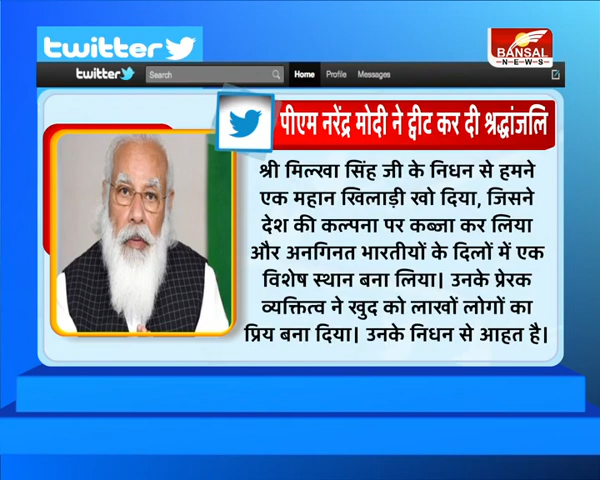 twitter
BANSAL
NEWS
twitter Search Home Profile Messages
पीएम नरेंद्र मोदी ने ट्वीट कर दी श्रद्धांजलि
श्री मिल्खा सिंह जी के निधन से हमने
एक महान खिलाड़ी खो दिया, जिसने
देश की कल्पना पर कब्जा कर लिया
और अनगिनत भारतीयों के दिलों में एक
विशेष स्थान बना लिया। उनके प्रेरक
व्यक्तित्व ने खुद को लाखों लोगों का
प्रिय बना दिया। उनके निधन से आहत है।